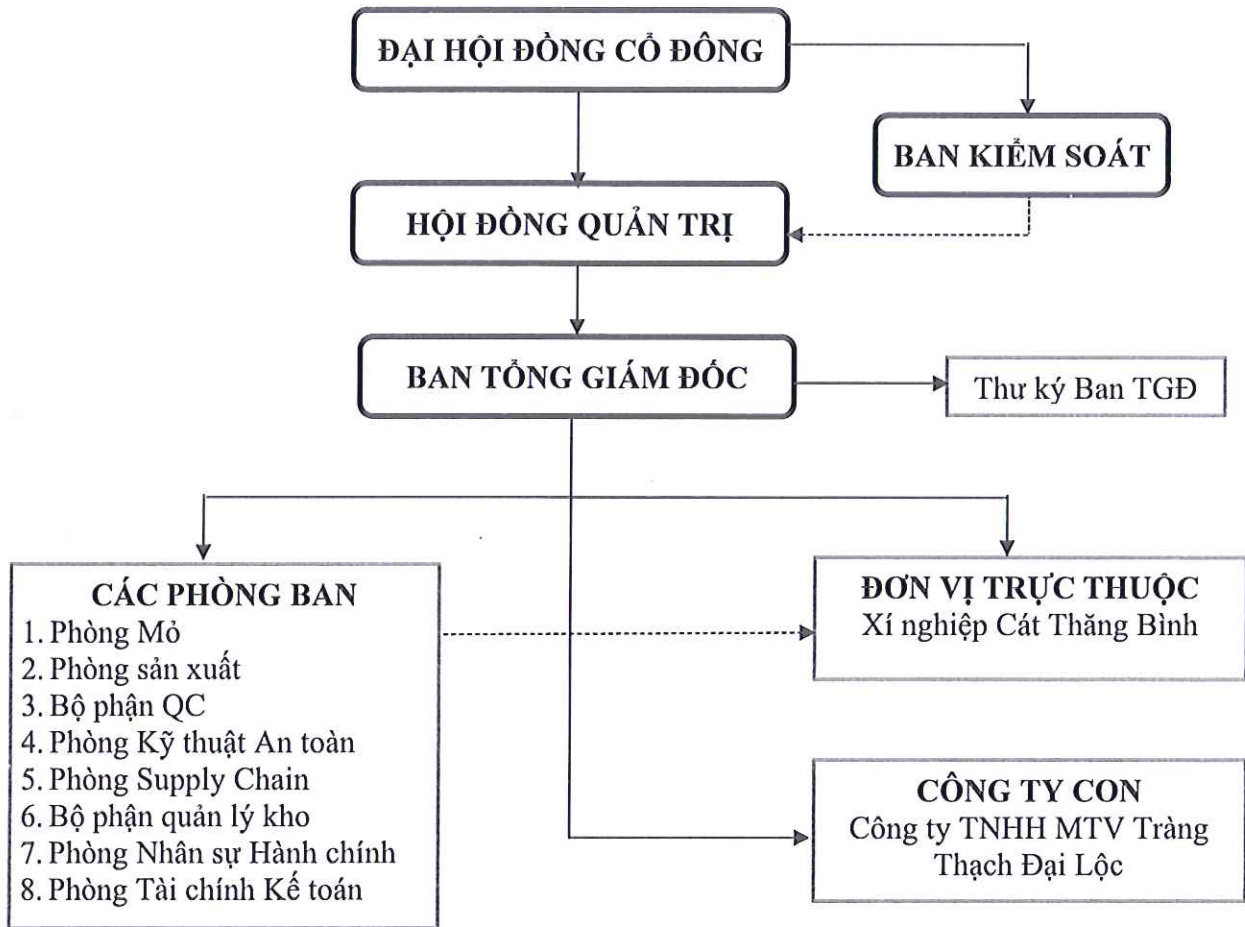 ĐẠI HỘI ĐỒNG CỔ ĐÔNG
BAN KIỂM SOÁT
HỘI ĐỒNG QUẢN TRỊ
BAN TỔNG GIÁM ĐỐC
Thư ký Ban TGĐ
CÁC PHÒNG BAN
1. Phòng Mỏ
2. Phòng sản xuất
3. Bộ phận QC
4. Phòng Kỹ thuật An toàn
5. Phòng Supply Chain
6. Bộ phận quản lý kho
7. Phòng Nhân sự Hành chính
8. Phòng Tài chính Kế toán
ĐƠN VỊ TRỰC THUỘC
Xí nghiệp Cát Thăng Bình
CÔNG TY CON
Công ty TNHH MTV Tràng
Thạch Đại Lộc